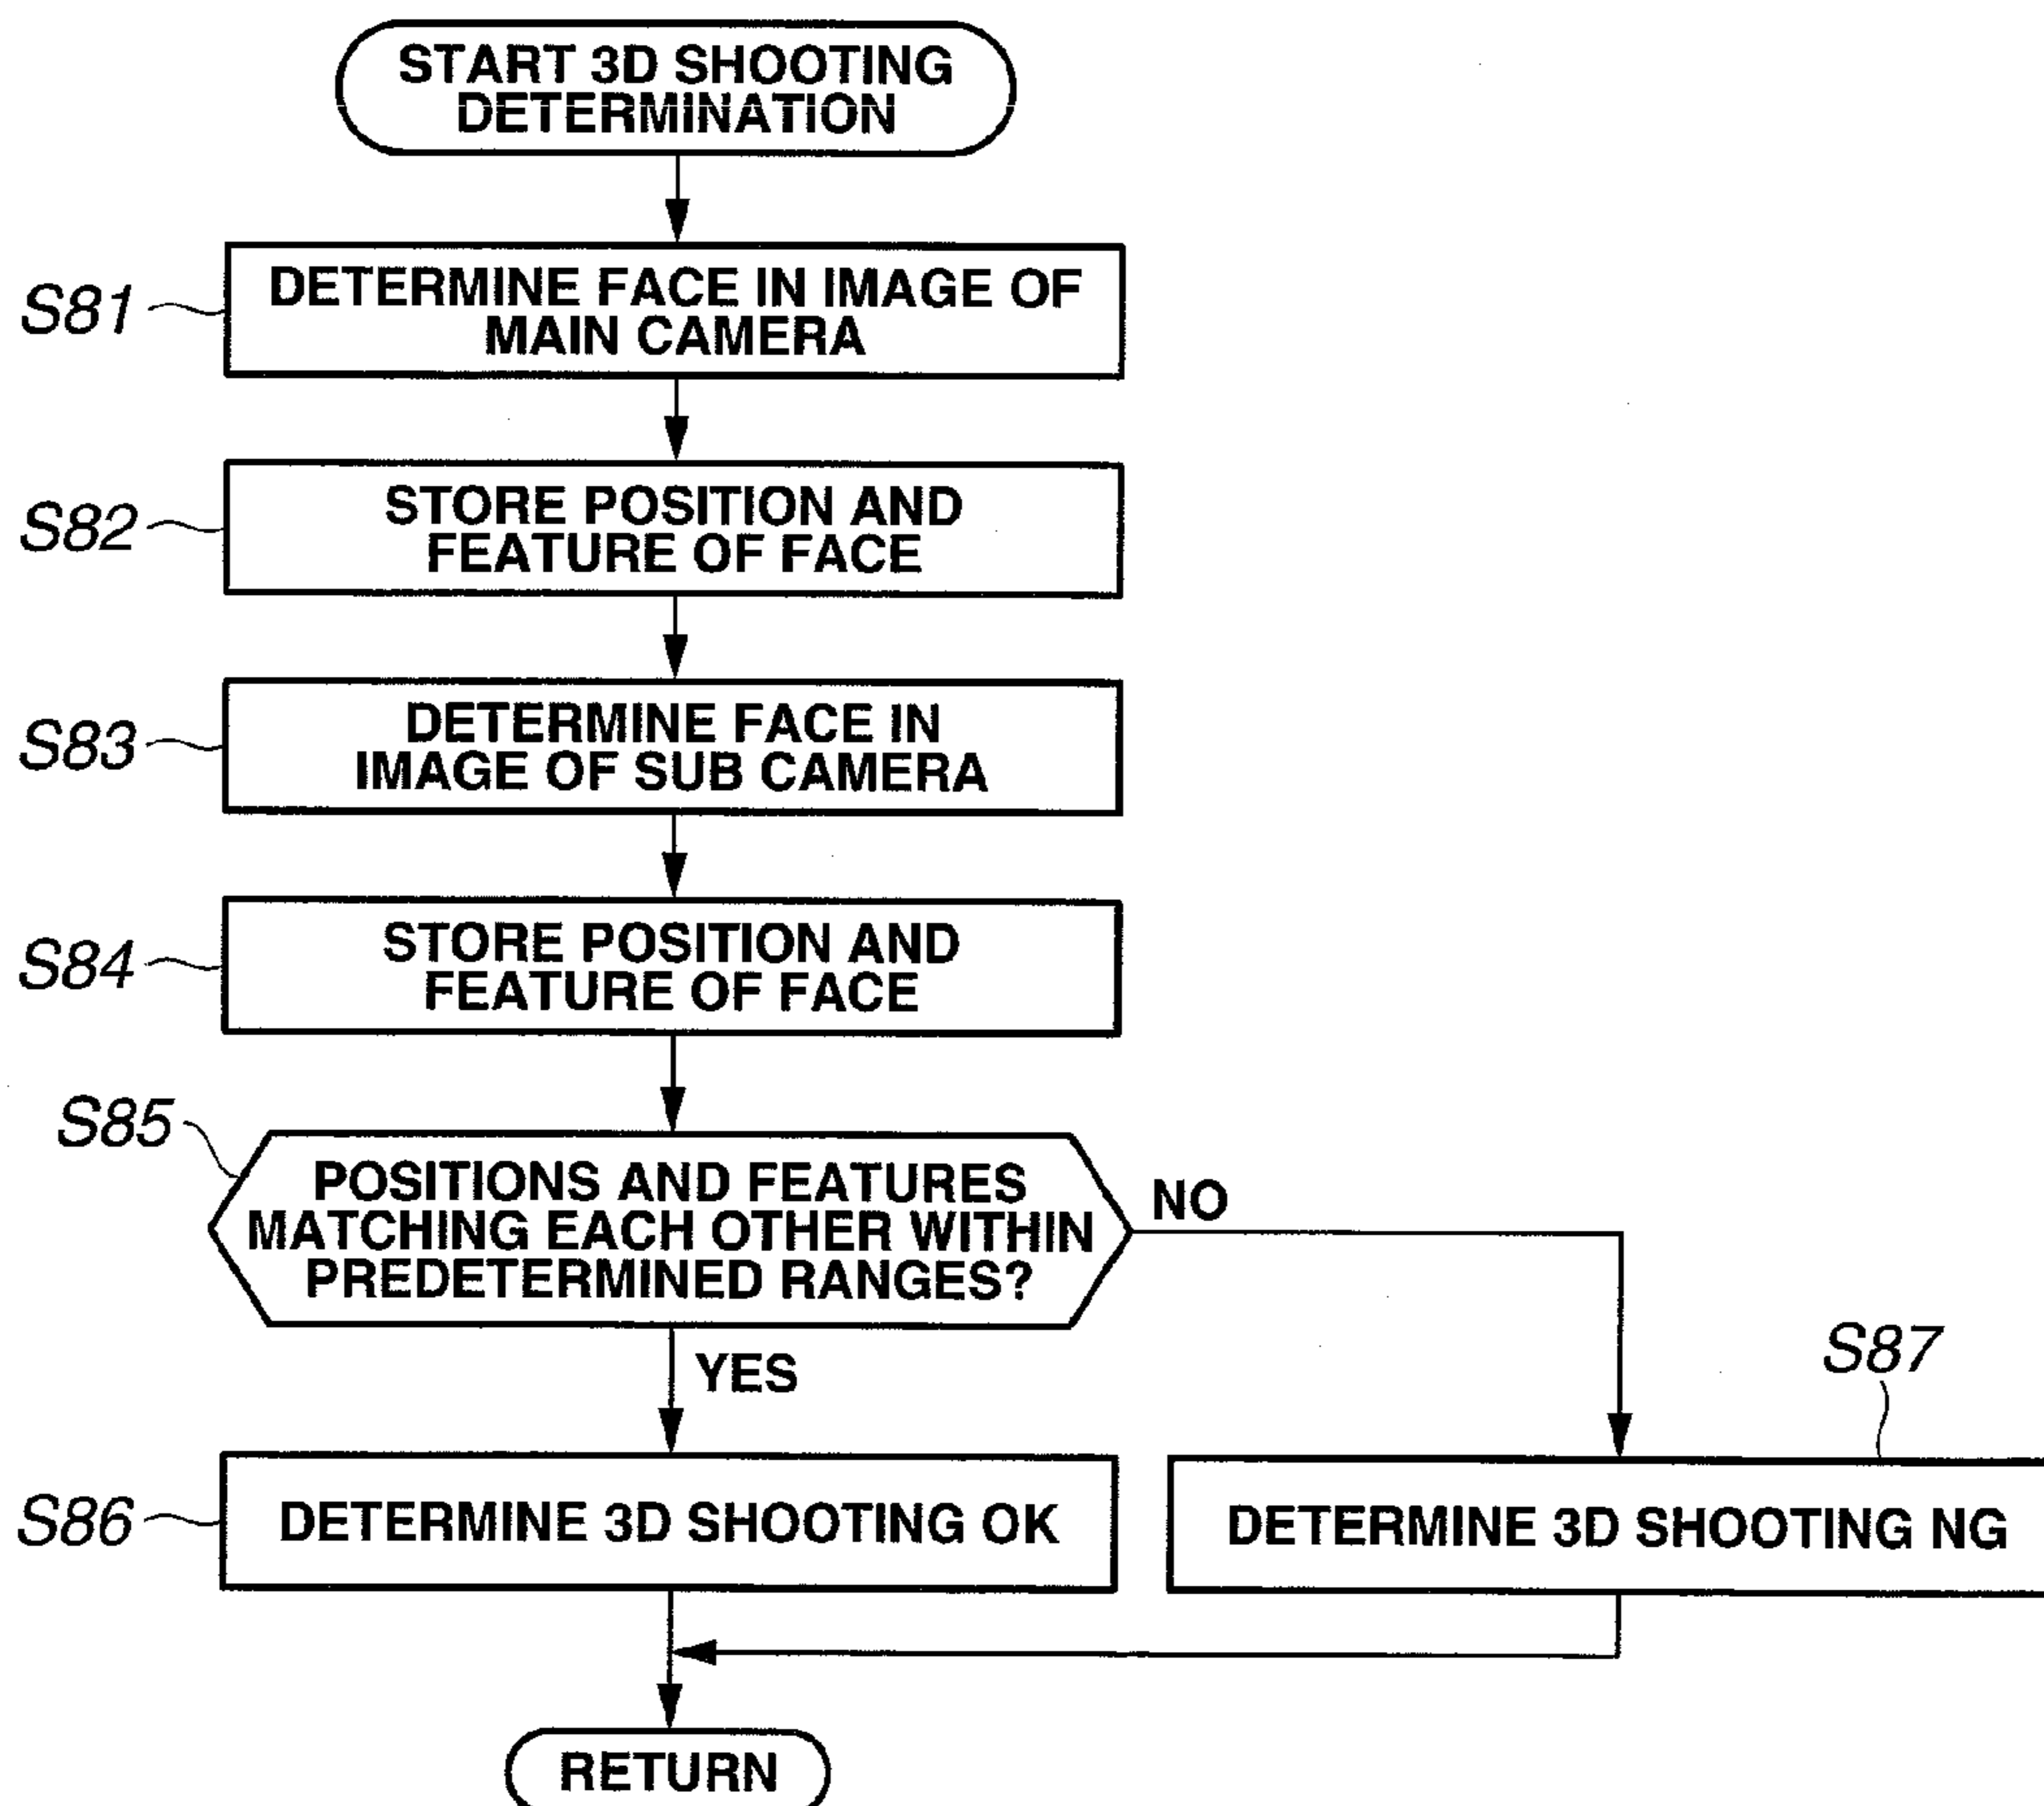 START 3D SHOOTING
DETERMINATION
S81
DETERMINE FACE IN IMAGE OF
MAIN CAMERA
S82
STORE POSITION AND
FEATURE OF FACE
S83
DETERMINE FACE IN
IMAGE OF SUB CAMERA
S84
STORE POSITION AND
FEATURE OF FACE
S85
POSITIONS AND FEATURES
MATCHING EACH OTHER WITHIN
PREDETERMINED RANGES?
NO
YES
S87
S86
DETERMINE 3D SHOOTING OK
DETERMINE 3D SHOOTING NG
RETURN